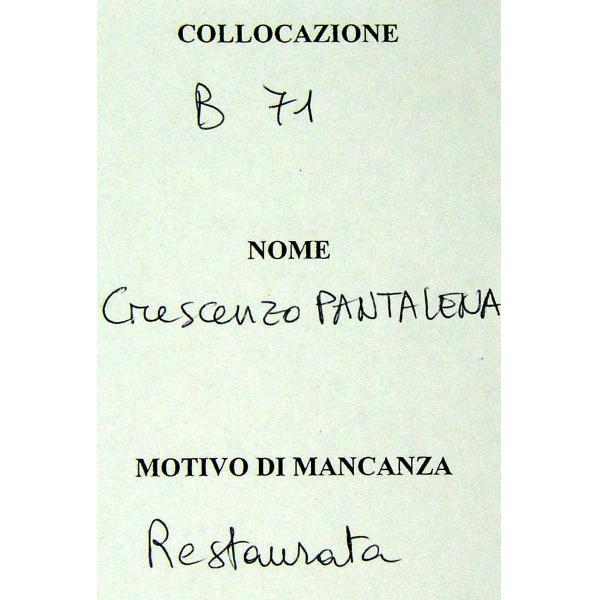 COLLOCAZIONE
B 71
NOME
Crescenzo PANTALENA
MOTIVO DI MANCANZA
Restaurata